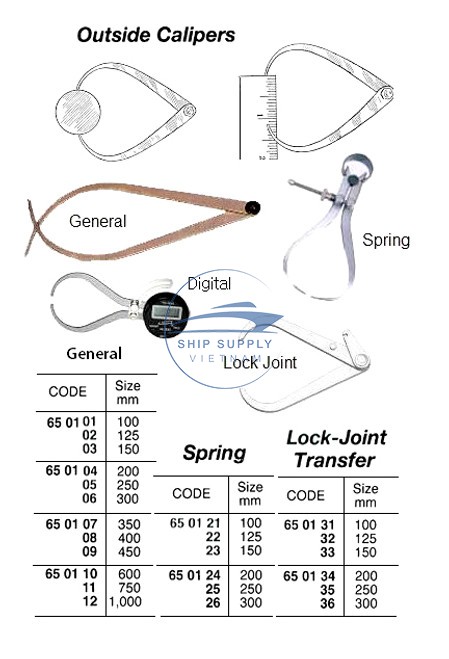 Outside Calipers
General
Spring
Digital
SHIP SUPPLY
VIETNAM
Lock Joint
General
CODE Size mm
65 01 01 100
02 125
03 150
65 01 04 200
05 250
06 300
65 01 07 350
08 400
09 450
65 01 10 600
11 750
12 1,000
Spring
CODE Size mm
65 01 21 100
22 125
23 150
65 01 24 200
25 250
26 300
Lock-Joint
Transfer
CODE Size mm
65 01 31 100
32 125
33 150
65 01 34 200
35 250
36 300